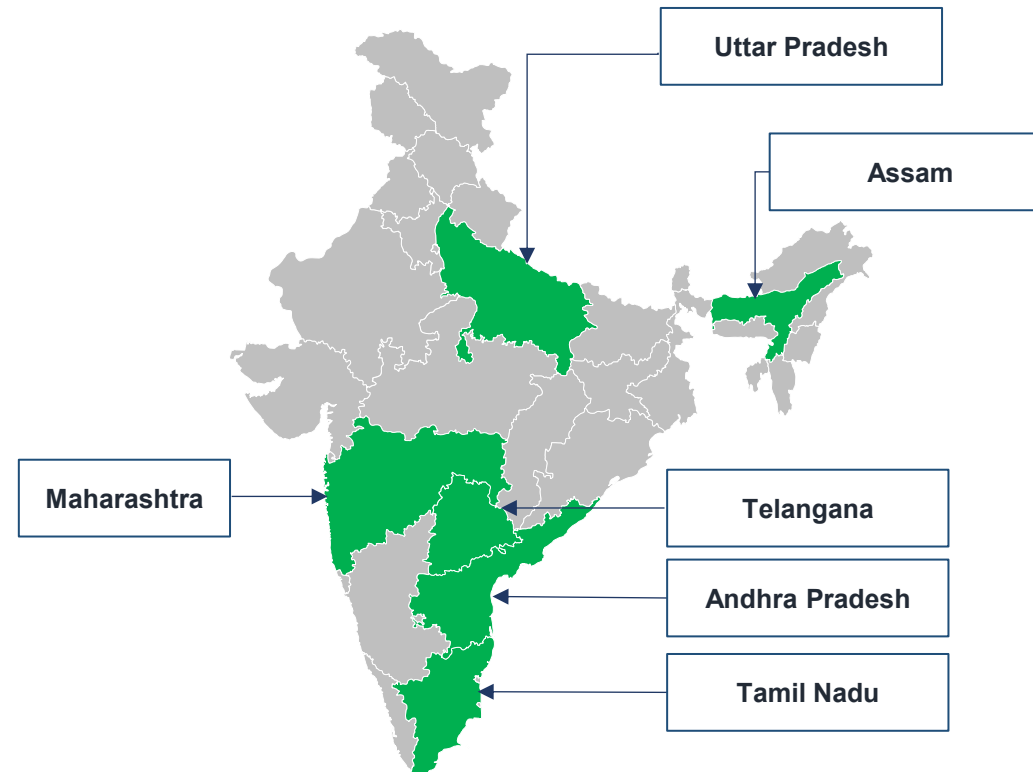 Uttar Pradesh
Assam
Maharashtra
Telangana
Andhra Pradesh
Tamil Nadu